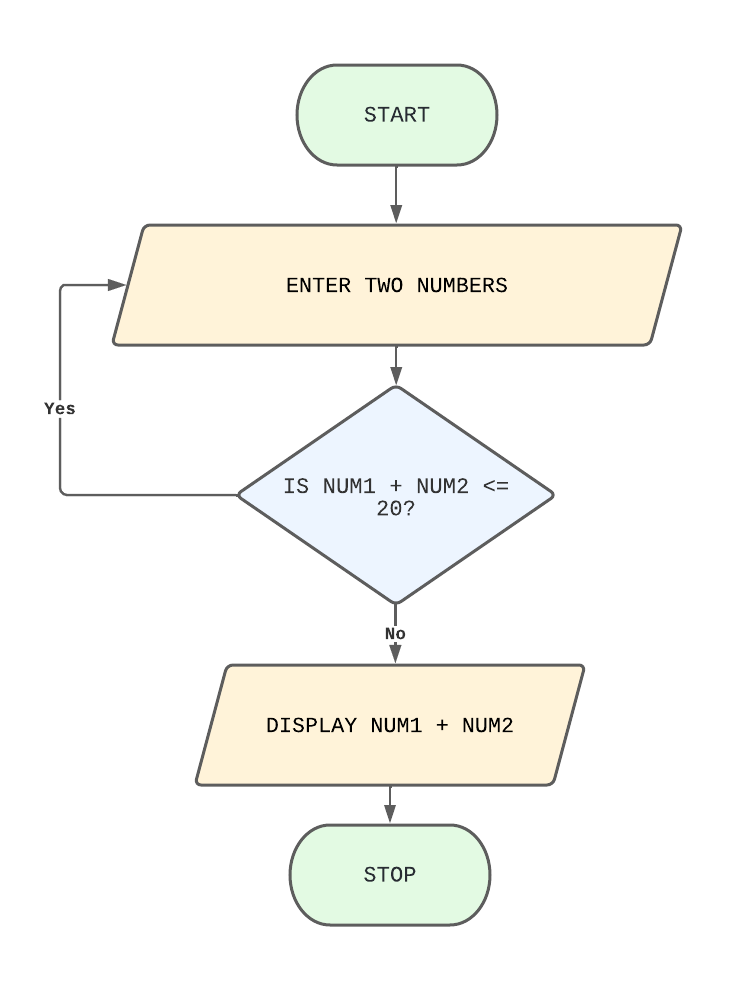 START
ENTER TWO NUMBERS
Yes
IS NUM1 + NUM2 <=
20?
No
DISPLAY NUM1 + NUM2
STOP